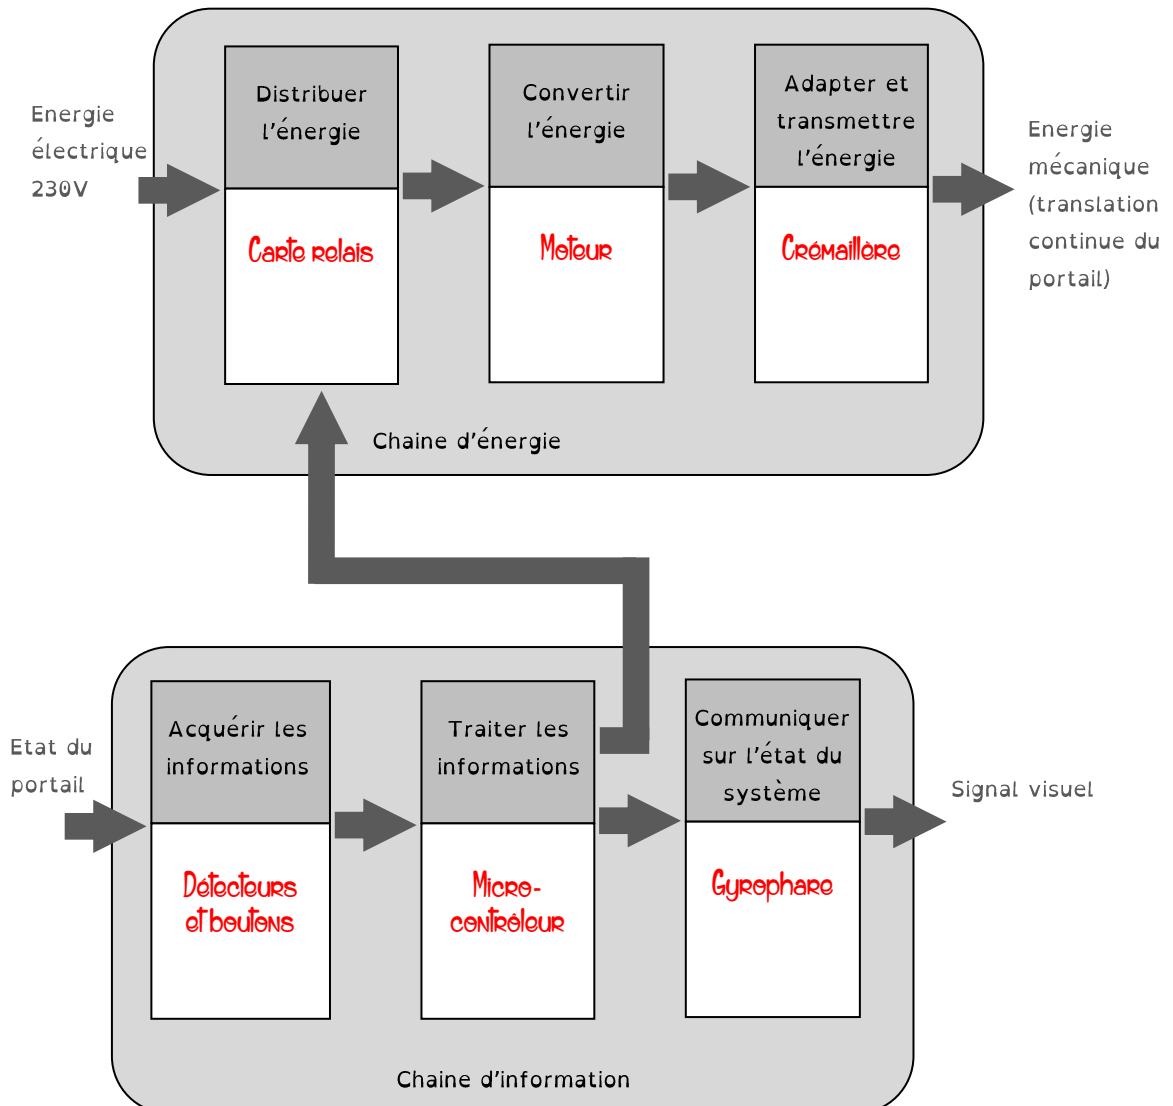 Distribuer
l'énergie
Convertir
l'énergie
Adapter et
transmettre
l'énergie
Energie
électrique
230V
Energie
mécanique
(translation
continue du
portail)
Carte relais
Moteur
Crémaillère
Chaine d'énergie
Acquérir les
informations
Traiter les
informations
Communiquer
sur l'état du
système
Etat du
portail
Signal visuel
Détecteurs
et boutons
Micro-
contrôleur
Gyrophare
Chaine d'information